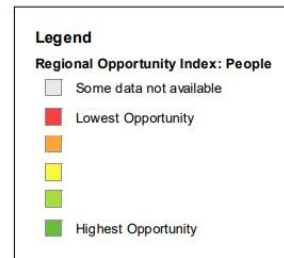 Legend
Regional Opportunity Index: People
Some data not available
Lowest Opportunity
Highest Opportunity